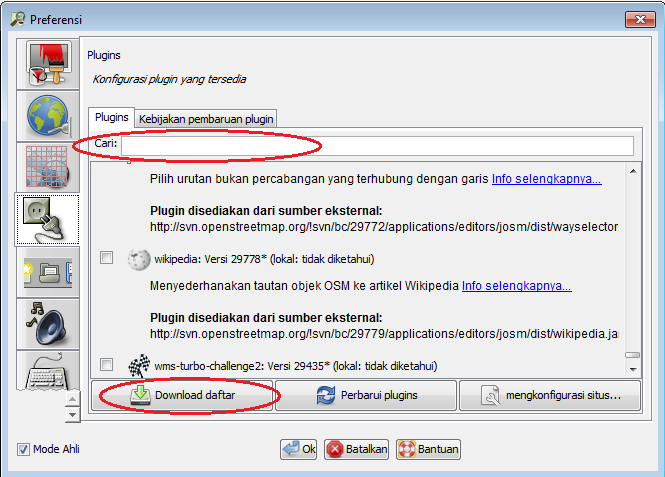 Preferensi
Plugins
Konfigurasi plugin yang tersedia
Plugins Kebijakan pembaruan plugin
Cari:
Pilih urutan bukan percabangan yang terhubung dengan garis Info selengkapnya...
Plugin disediakan dari sumber eksternal:
http://svn.openstreetmap.org/!svn/bc/29772/applications/editors/josm/dist/wayselector
wikipedia: Versi 29778* (lokal: tidak diketahui)
Menyederhanakan tautan objek OSM ke artikel Wikipedia Info selengkapnya...
Plugin disediakan dari sumber eksternal:
http://svn.openstreetmap.org/!svn/bc/29779/applications/editors/josm/dist/wikipedia.ja
wms-turbo-challenge2: Versi 29435* (lokal: tidak diketahui)
Download daftar Perbarui plugins mengkonfigurasi situs...
Mode Ahli Ok Batalkan Bantuan